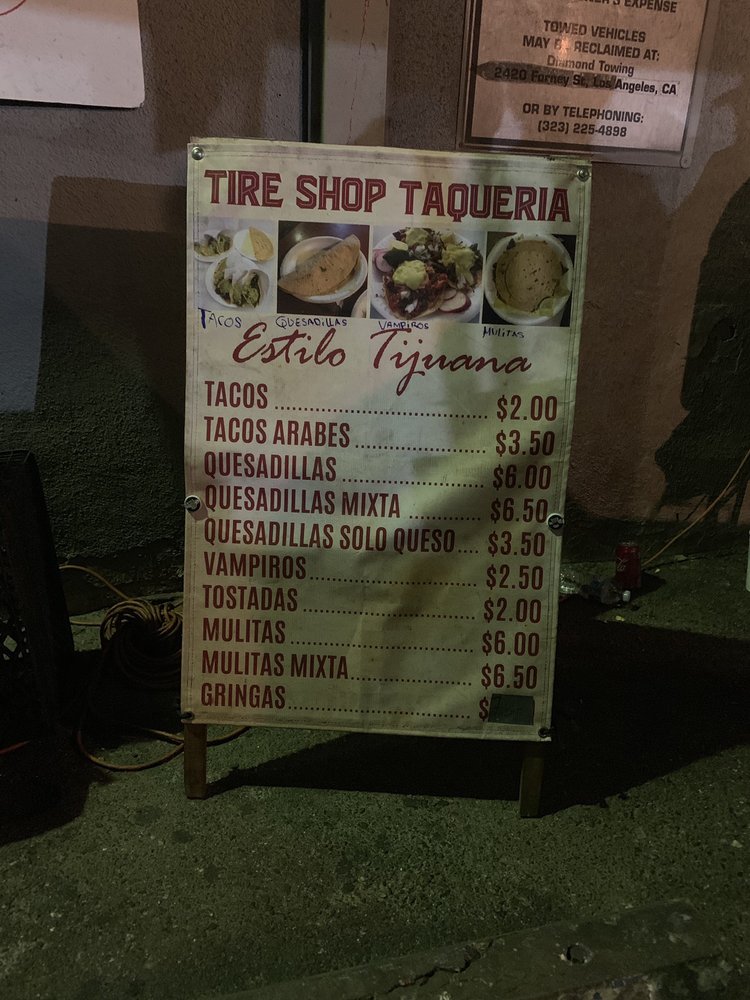 EXPENSE
TOWED VEHICLES
MAY BE RECLAIMED AT:
Diamond Towing
2420 Forney St, Los Angeles, CA
OR BY TELEPHONING:
(323) 225-4898
TIRE SHOP TAQUERIA
TACOS QUESADILLAS VAMPIROS MULITAS
Estilo Tijuana
TACOS ........ $2.00
TACOS ARABES ........ $3.50
QUESADILLAS ........ $6.00
QUESADILLAS MIXTA ........ $6.50
QUESADILLAS SOLO QUESO.... $3.50
VAMPIROS ........ $2.50
TOSTADAS ........ $2.00
MULITAS ........ $6.00
MULITAS MIXTA ........ $6.50
GRINGAS ........ $